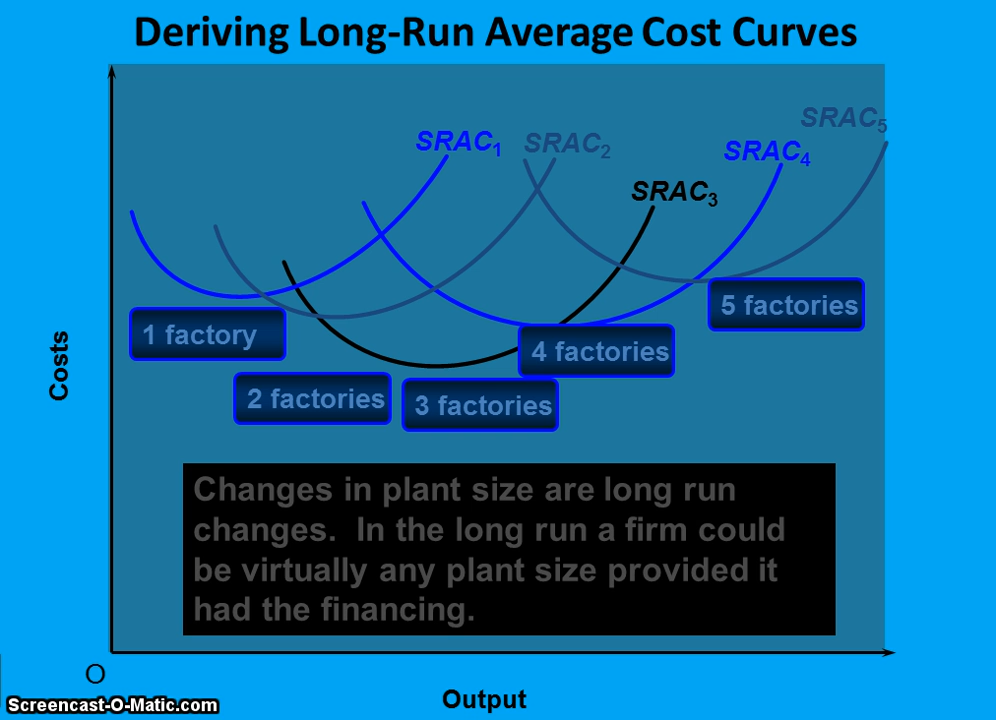 Deriving Long-Run Average Cost Curves
SRAC5
SRAC1
SRAC2
SRAC4
SRAC3
5 factories
1 factory
4 factories
2 factories
3 factories
Costs
Changes in plant size are long run
changes. In the long run a firm could
be virtually any plant size provided it
had the financing.
O
Output
Screencast-O-Matic.com